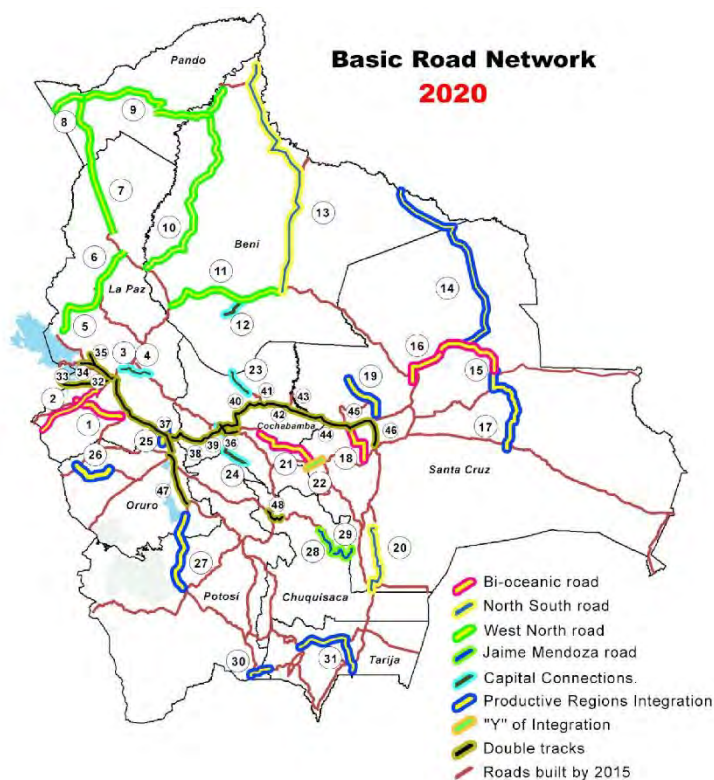 Basic Road Network
2020
Pando
8
9
7
10
13
6
Beni
11
La Paz
14
12
5
16
35
3
4
34
33
32
23
19
15
2
41
43
40
42
45
1
37
Cochabamba
46
17
25
38
39
36
44
18
26
21
24
22
Santa Cruz
47
Oruro
48
29
28
20
27
Potosí
Chuquisaca
30
31
Tarija
Bi-oceanic road
North South road
West North road
Jaime Mendoza road
Capital Connections.
Productive Regions Integration
"Y" of Integration
Double tracks
Roads built by 2015